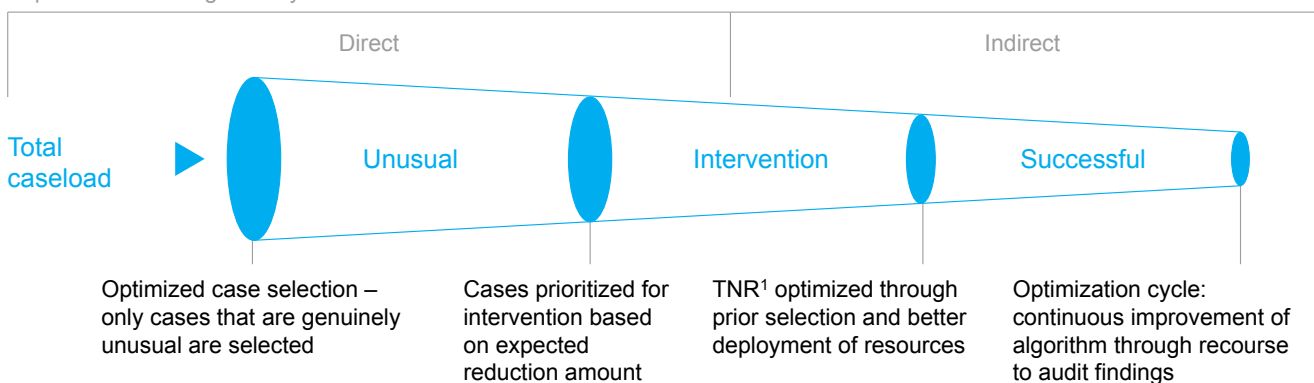 Direct
Indirect
Total
caseload
Unusual
Intervention
Successful
Optimized case selection –
only cases that are genuinely
unusual are selected
Cases prioritized for
intervention based
on expected
reduction amount
TNR¹ optimized through
prior selection and better
deployment of resources
Optimization cycle:
continuous improvement of
algorithm through recourse
to audit findings